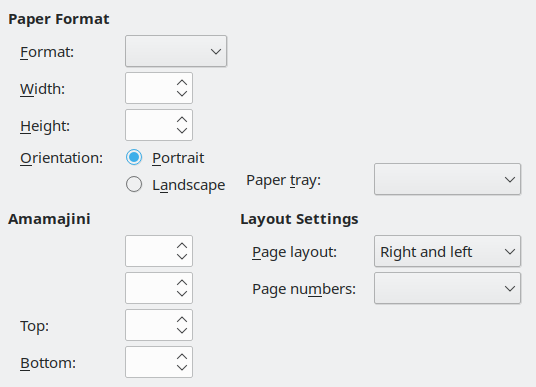 Paper Format
Format:
Width:
Height:
Orientation:
Portrait
Landscape
Paper tray:
Amamajini
Layout Settings
Page layout:
Right and left
Page numbers:
Top:
Bottom: